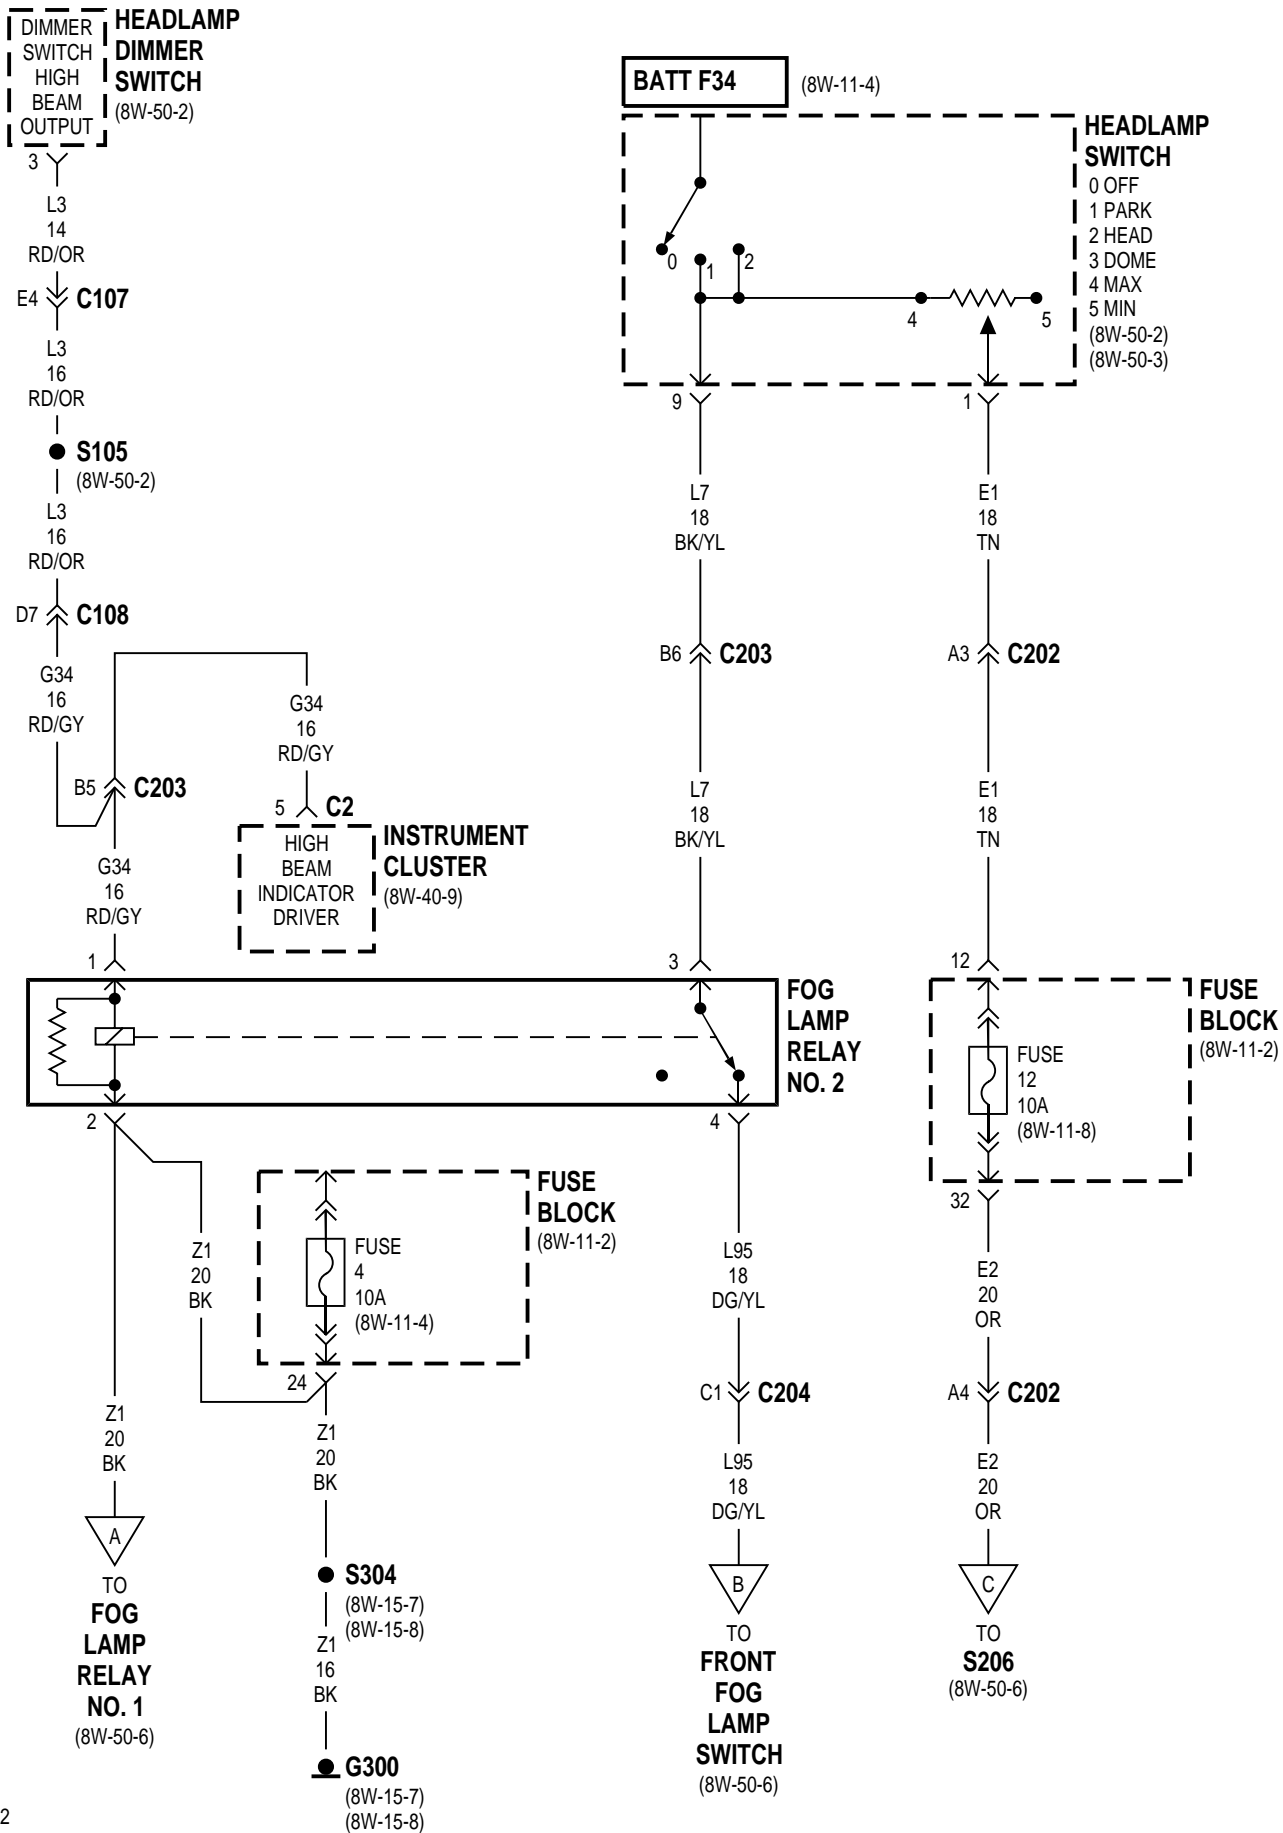 DIMMER
SWITCH
HIGH
BEAM
OUTPUT
HEADLAMP
DIMMER
SWITCH
(8W-50-2)
3
L3
14
RD/OR
E4
C107
L3
16
RD/OR
S105
(8W-50-2)
L3
16
RD/OR
D7
C108
G34
16
RD/GY
B5
C203
G34
16
RD/GY
5
C2
HIGH
BEAM
INDICATOR
DRIVER
INSTRUMENT
CLUSTER
(8W-40-9)
G34
16
RD/GY
1
BATT F34
(8W-11-4)
HEADLAMP
SWITCH
0 OFF
1 PARK
2 HEAD
3 DOME
4 MAX
5 MIN
(8W-50-2)
(8W-50-3)
0
1
2
4
5
9
1
L7
18
BK/YL
E1
18
TN
B6
C203
A3
C202
L7
18
BK/YL
E1
18
TN
3
12
FOG
LAMP
RELAY
NO. 2
FUSE
BLOCK
(8W-11-2)
FUSE
12
10A
(8W-11-8)
2
4
32
FUSE
BLOCK
(8W-11-2)
FUSE
4
10A
(8W-11-4)
Z1
20
BK
24
L95
18
DG/YL
E2
20
OR
C1
C204
A4
C202
Z1
20
BK
Z1
20
BK
L95
18
DG/YL
E2
20
OR
A
TO
FOG
LAMP
RELAY
NO. 1
(8W-50-6)
S304
(8W-15-7)
(8W-15-8)
Z1
16
BK
G300
(8W-15-7)
(8W-15-8)
B
TO
FRONT
FOG
LAMP
SWITCH
(8W-50-6)
C
TO
S206
(8W-50-6)
2